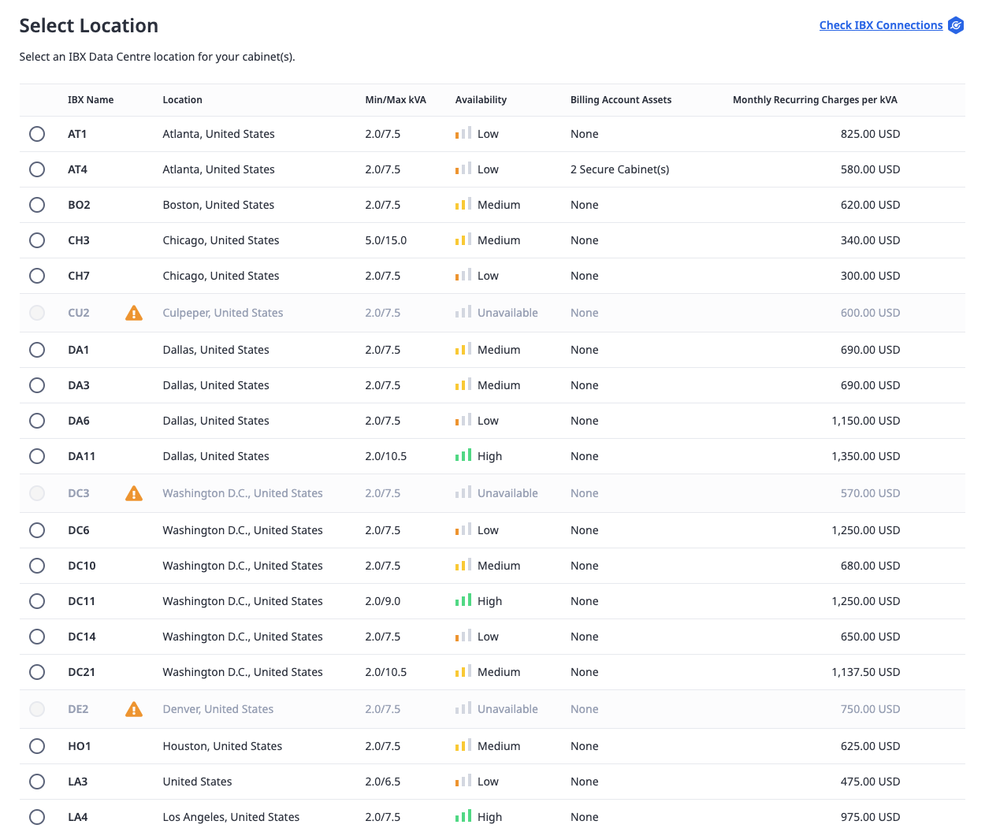 Select Location
Check IBX Connections
Select an IBX Data Centre location for your cabinet(s).
IBX Name Location Min/Max kVA Availability Billing Account Assets Monthly Recurring Charges per kVA
AT1 Atlanta, United States 2.0/7.5 Low None 825.00 USD
AT4 Atlanta, United States 2.0/7.5 Low 2 Secure Cabinet(s) 580.00 USD
BO2 Boston, United States 2.0/7.5 Medium None 620.00 USD
CH3 Chicago, United States 5.0/15.0 Medium None 340.00 USD
CH7 Chicago, United States 2.0/7.5 Low None 300.00 USD
CU2 Culpeper, United States 2.0/7.5 Unavailable None 600.00 USD
DA1 Dallas, United States 2.0/7.5 Medium None 690.00 USD
DA3 Dallas, United States 2.0/7.5 Medium None 690.00 USD
DA6 Dallas, United States 2.0/7.5 Low None 1,150.00 USD
DA11 Dallas, United States 2.0/10.5 High None 1,350.00 USD
DC3 Washington D.C., United States 2.0/7.5 Unavailable None 570.00 USD
DC6 Washington D.C., United States 2.0/7.5 Low None 1,250.00 USD
DC10 Washington D.C., United States 2.0/7.5 Medium None 680.00 USD
DC11 Washington D.C., United States 2.0/9.0 High None 1,250.00 USD
DC14 Washington D.C., United States 2.0/7.5 Low None 650.00 USD
DC21 Washington D.C., United States 2.0/10.5 Medium None 1,137.50 USD
DE2 Denver, United States 2.0/7.5 Unavailable None 750.00 USD
HO1 Houston, United States 2.0/7.5 Medium None 625.00 USD
LA3 United States 2.0/6.5 Low None 475.00 USD
LA4 Los Angeles, United States 2.0/7.5 High None 975.00 USD